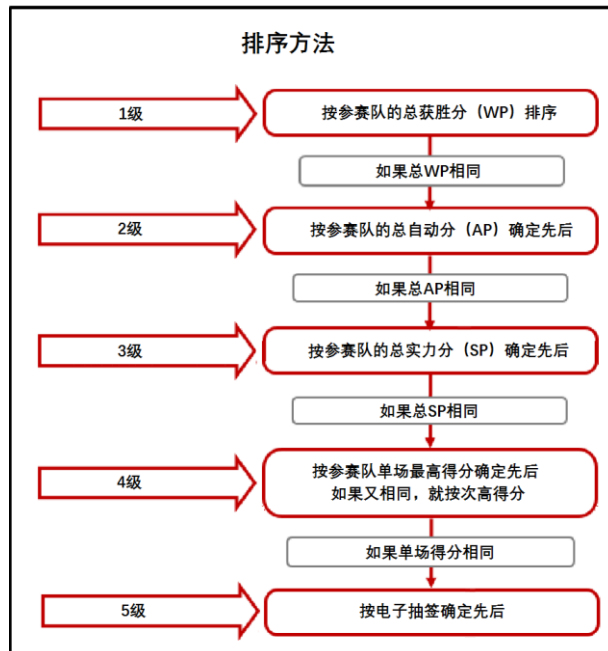 排序方法
1级
按参赛队的总获胜分（WP）排序
如果总WP相同
2级
按参赛队的总自动分（AP）确定先后
如果总AP相同
3级
按参赛队的总实力分（SP）确定先后
如果总SP相同
4级
按参赛队单场最高得分确定先后
如果又相同，就按次高得分
如果单场得分相同
5级
按电子抽签确定先后